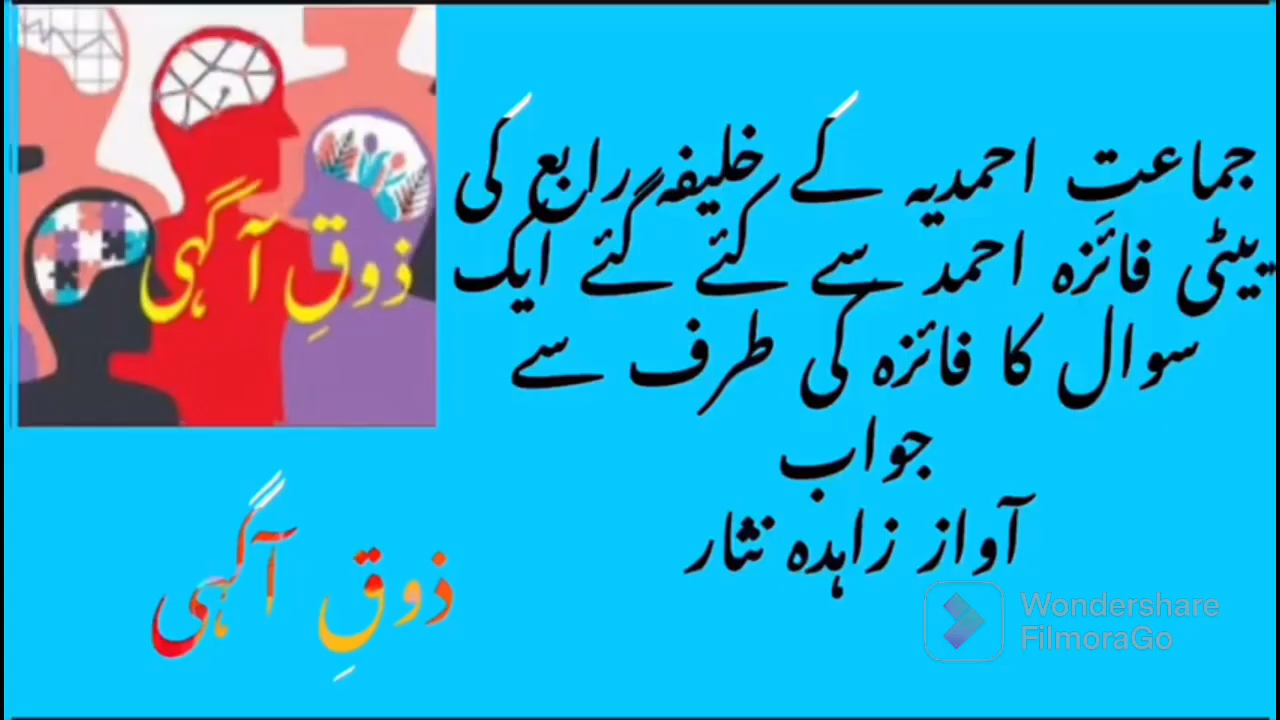 جماعتِ احمدیہ کے خلیفہ رابع کی
بیٹی فائزہ احمد سے کئے گئے ایک
سوال کا فائزہ کی طرف سے
جواب
آواز زاہدہ نثار
ذوقِ آگہی
ذوقِ آگہی
Wondershare
FilmoraGo